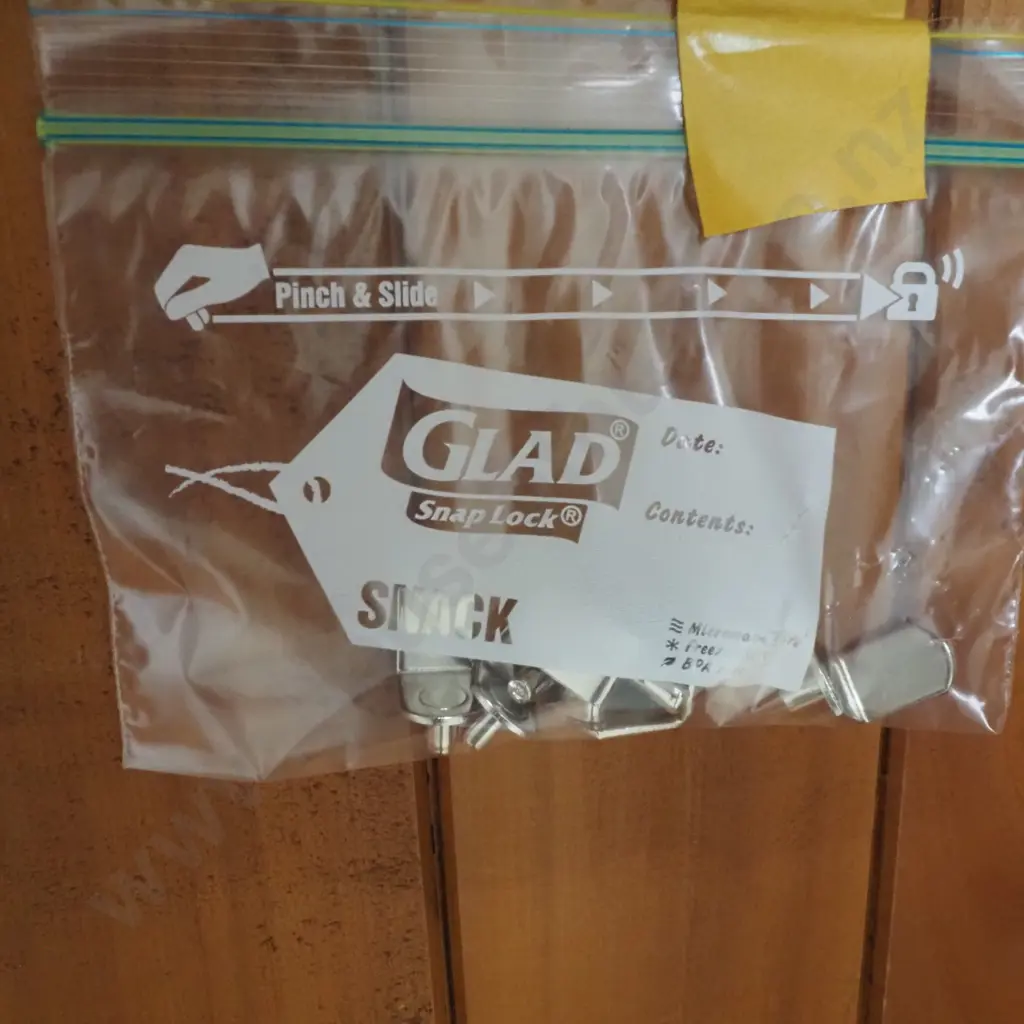 Pinch & Slide
GLAD®
Snap Lock®
Date:
Contents:
SNACK